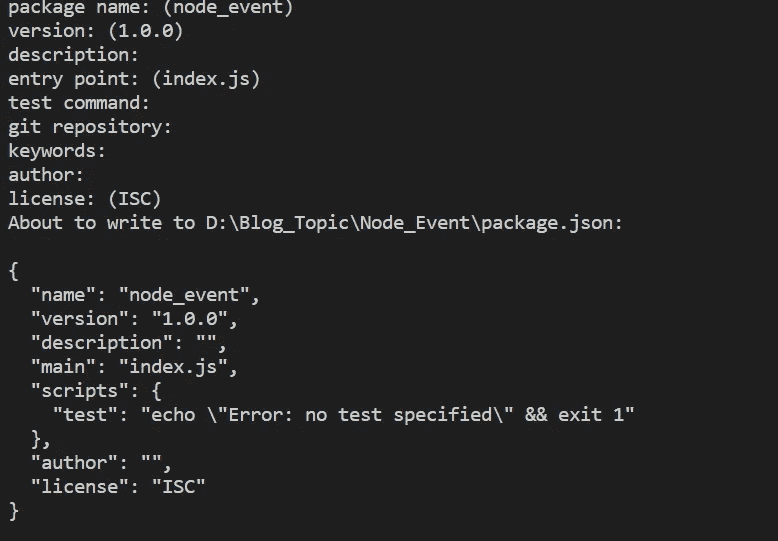 package name: (node_event)
version: (1.0.0)
description:
entry point: (index.js)
test command:
git repository:
keywords:
author:
license: (ISC)
About to write to D:\Blog_Topic\Node_Event\package.json:

{
  "name": "node_event",
  "version": "1.0.0",
  "description": "",
  "main": "index.js",
  "scripts": {
    "test": "echo \"Error: no test specified\" && exit 1"
  },
  "author": "",
  "license": "ISC"
}